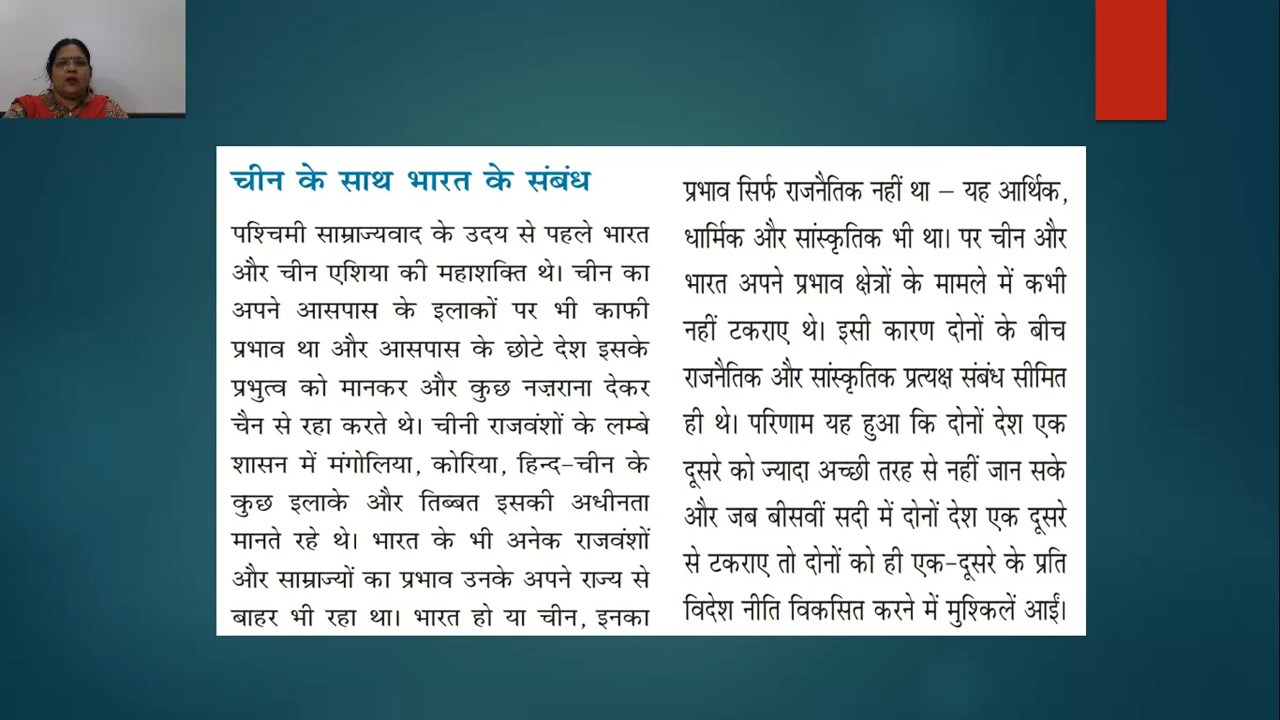 चीन के साथ भारत के संबंध
पश्चिमी साम्राज्यवाद के उदय से पहले भारत
और चीन एशिया की महाशक्ति थे। चीन का
अपने आसपास के इलाकों पर भी काफी
प्रभाव था और आसपास के छोटे देश इसके
प्रभुत्व को मानकर और कुछ नज़राना देकर
चैन से रहा करते थे। चीनी राजवंशों के लम्बे
शासन में मंगोलिया, कोरिया, हिन्द-चीन के
कुछ इलाके और तिब्बत इसकी अधीनता
मानते रहे थे। भारत के भी अनेक राजवंशों
और साम्राज्यों का प्रभाव उनके अपने राज्य से
बाहर भी रहा था। भारत हो या चीन, इनका
प्रभाव सिर्फ राजनैतिक नहीं था – यह आर्थिक,
धार्मिक और सांस्कृतिक भी था। पर चीन और
भारत अपने प्रभाव क्षेत्रों के मामले में कभी
नहीं टकराए थे। इसी कारण दोनों के बीच
राजनैतिक और सांस्कृतिक प्रत्यक्ष संबंध सीमित
ही थे। परिणाम यह हुआ कि दोनों देश एक
दूसरे को ज्यादा अच्छी तरह से नहीं जान सके
और जब बीसवीं सदी में दोनों देश एक दूसरे
से टकराए तो दोनों को ही एक-दूसरे के प्रति
विदेश नीति विकसित करने में मुश्किलें आईं।